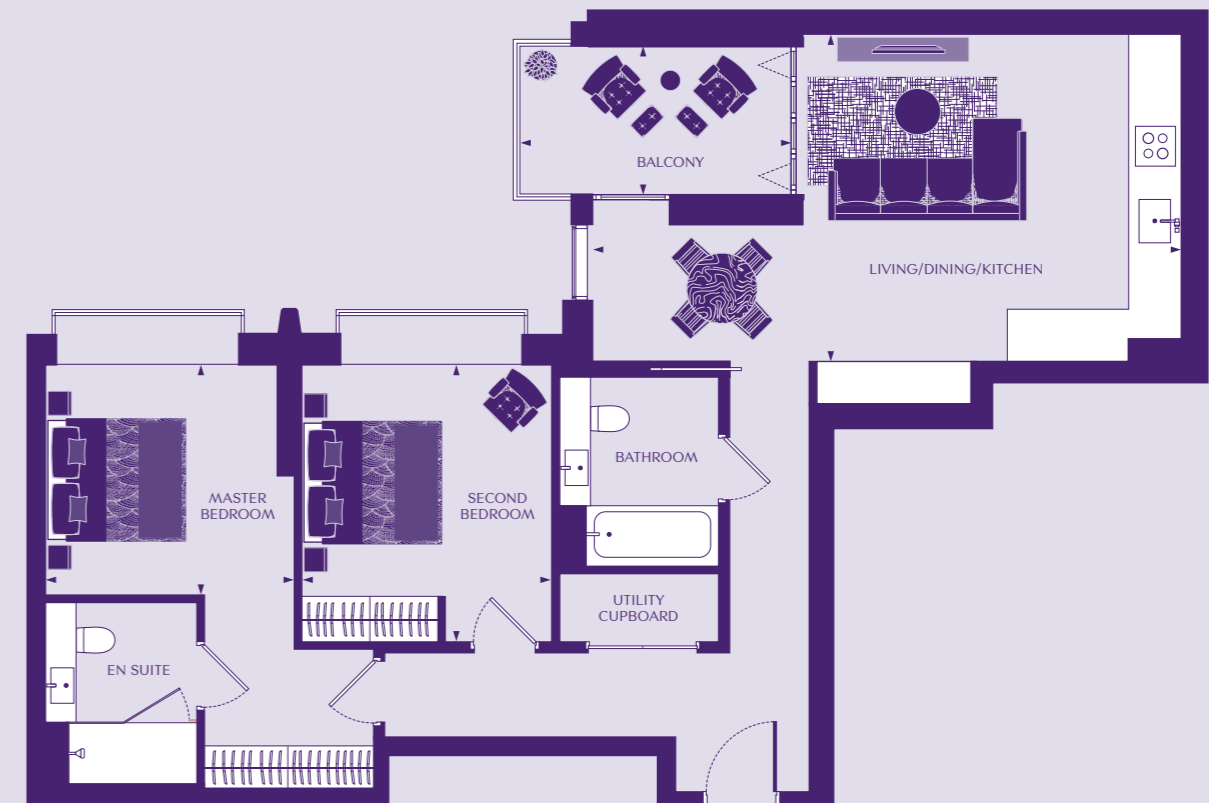 BALCONY
LIVING/DINING/KITCHEN
BATHROOM
MASTER
BEDROOM
SECOND
BEDROOM
UTILITY
CUPBOARD
EN SUITE